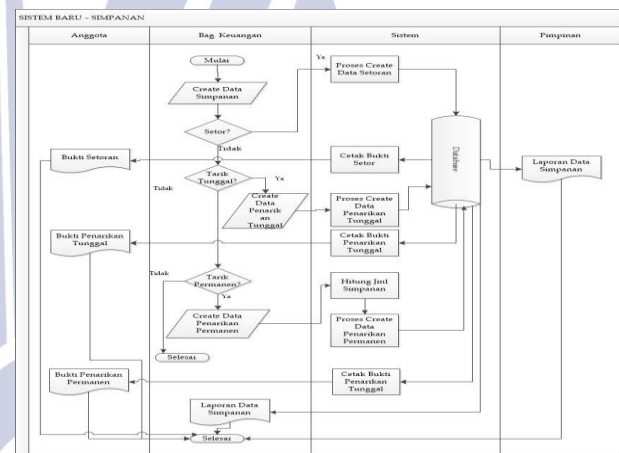 SISTEM BARU – SIMPANAN
Anggota
Bag. Keuangan
Sistem
Pimpinan
Mulai
Create Data
Simpanan
Setor?
Ya
Proses Create
Data Setoran
Tidak
Bukti Setoran
Tarik
Tunggal?
Ya
Tidak
Create
Data
Penarik
an
Tunggal
Cetak Bukti
Setor
Proses Create
Data
Penarikan
Tunggal
Database
Laporan Data
Simpanan
Bukti Penarikan
Tunggal
Cetak Bukti
Penarikan
Tunggal
Tidak
Tarik
Permanen?
Ya
Hitung Jml
Simpanan
Create Data
Penarikan
Permanen
Proses Create
Data
Penarikan
Permanen
Selesai
Bukti Penarikan
Permanen
Cetak Bukti
Penarikan
Tunggal
Laporan Data
Simpanan
Selesai